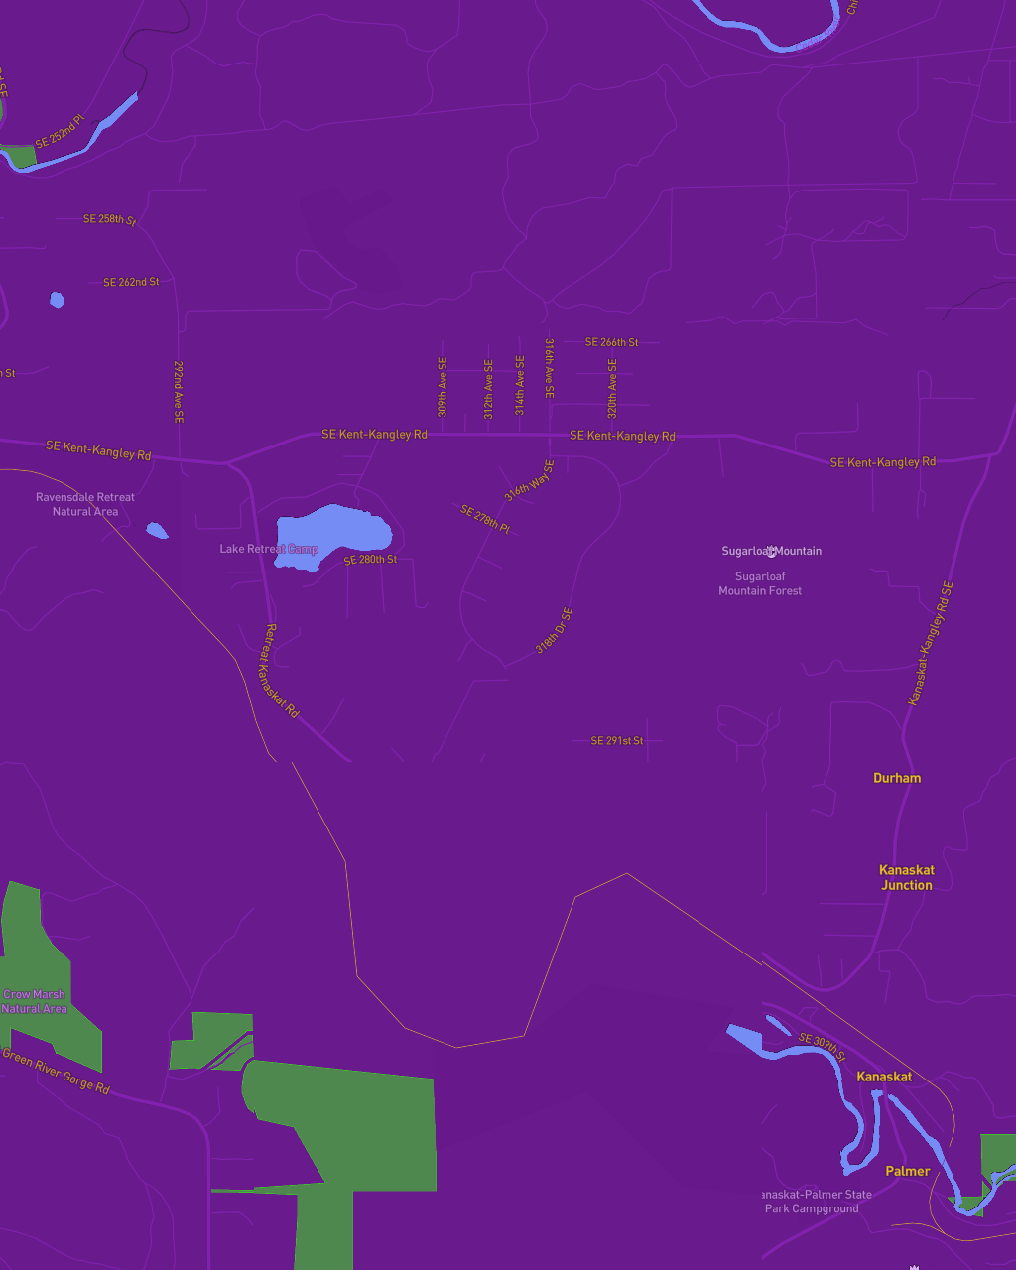 SE 252nd Pl
SE 258th St
SE 262nd St
SE 266th St
292nd Ave SE
309th Ave SE
312th Ave SE
314th Ave SE
316th Ave SE
320th Ave SE
SE Kent-Kangley Rd
SE Kent-Kangley Rd
SE Kent-Kangley Rd
SE Kent-Kangley Rd
Ravensdale Retreat
Natural Area
316th Way SE
SE 278th Pl
Lake Retreat Camp
SE 280th St
Sugarloaf Mountain
Sugarloaf
Mountain Forest
Kanaskat-Kangley Rd SE
318th Dr SE
Retreat Kanaskat Rd
SE 291st St
Durham
Kanaskat
Junction
Crow Marsh
Natural Area
Green River Gorge Rd
Kanaskat
Palmer
anaskat-Palmer State
Park Campground